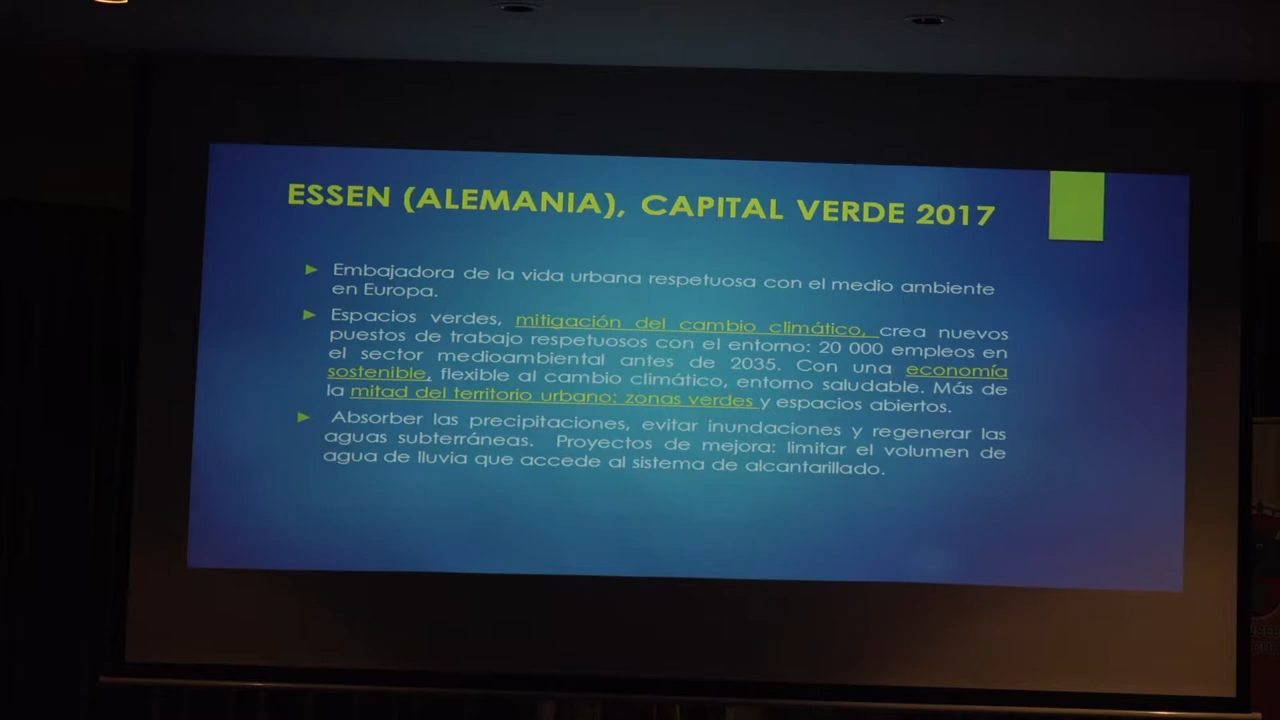 ESSEN (ALEMANIA), CAPITAL VERDE 2017
Embajadora de la vida urbana respetuosa con el medio ambiente
en Europa.
Espacios verdes, mitigación del cambio climático, crea nuevos
puestos de trabajo respetuosos con el entorno: 20 000 empleos en
el sector medioambiental antes de 2035. Con una economía
sostenible, flexible al cambio climático, entorno saludable. Más de
la mitad del territorio urbano: zonas verdes y espacios abiertos.
Absorber las precipitaciones, evitar inundaciones y regenerar las
aguas subterráneas. Proyectos de mejora: limitar el volumen de
agua de lluvia que accede al sistema de alcantarillado.